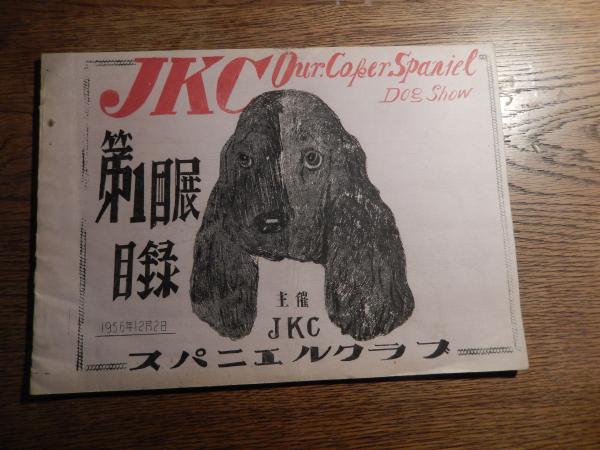 JKC Our.Coker.Spaniel
Dog Show
第1回展
目録
1956年12月2日
主催
JKC
スパニエルクラブ